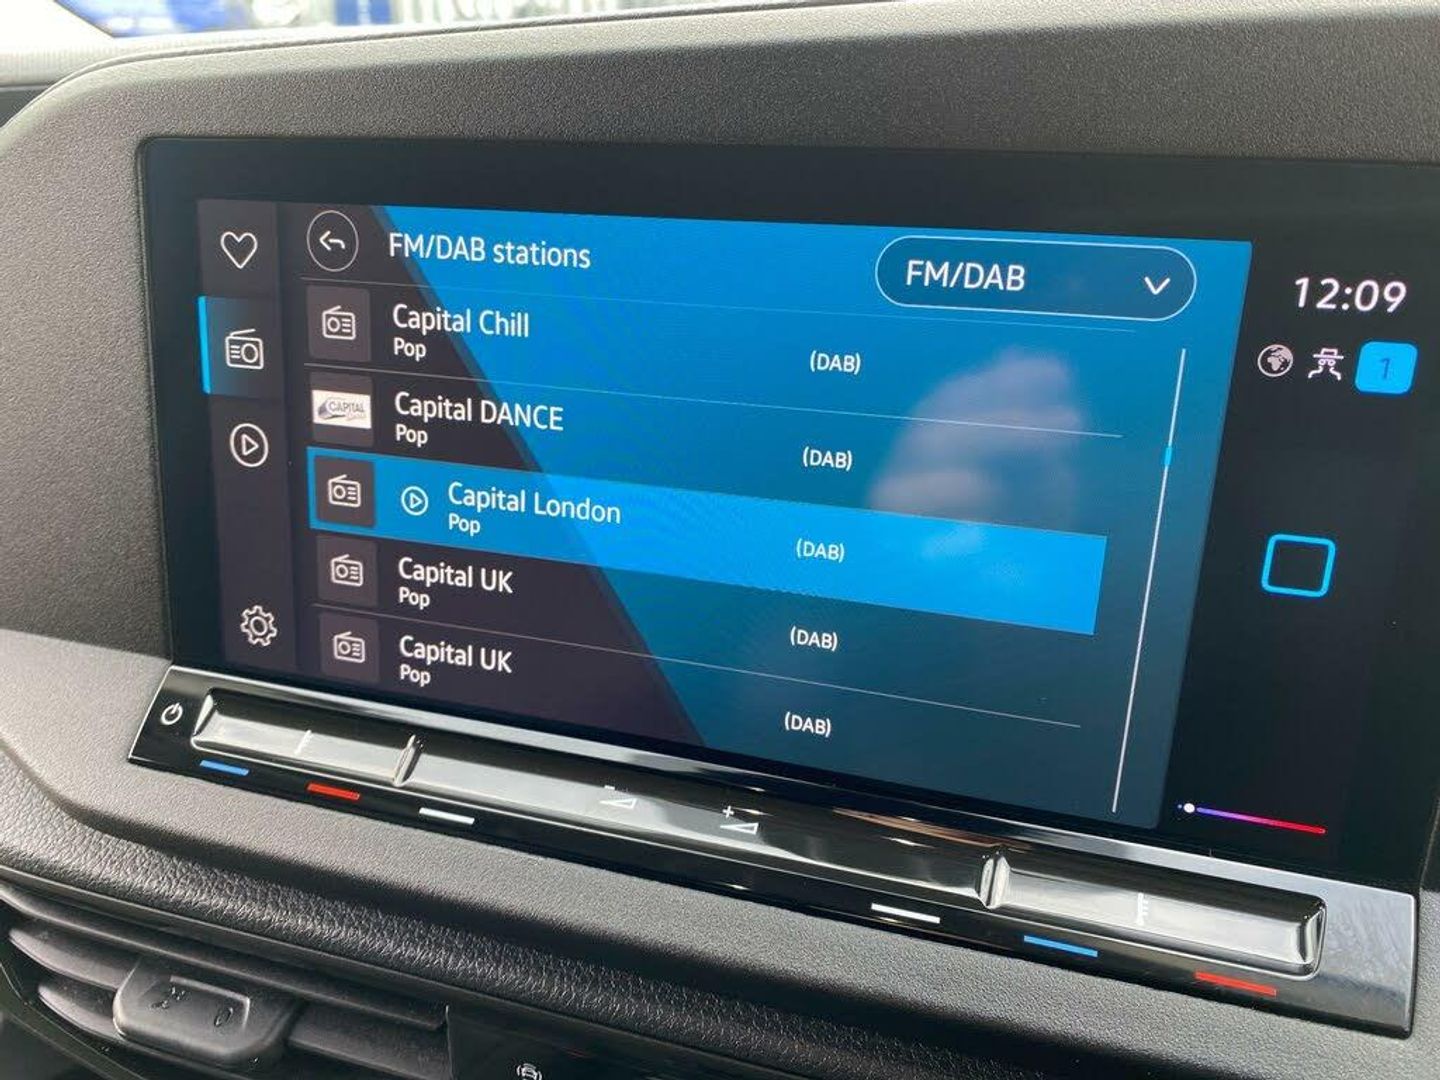 FM/DAB stations
FM/DAB
12:09
1
Capital Chill
Pop
(DAB)
CAPITAL
Capital DANCE
Pop
(DAB)
Capital London
Pop
(DAB)
Capital UK
Pop
(DAB)
Capital UK
Pop
(DAB)